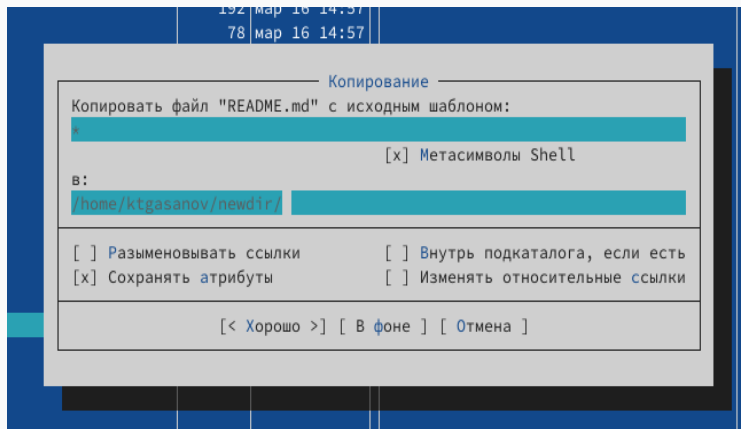 192 мар 16 14:57
78 мар 16 14:57
Копирование
Копировать файл "README.md" с исходным шаблоном:
*
[x] Метасимволы Shell
в:
/home/ktgasanov/newdir/
[ ] Разыменовывать ссылки [ ] Внутрь подкаталога, если есть
[x] Сохранять атрибуты [ ] Изменять относительные ссылки
[< Хорошо >] [ В фоне ] [ Отмена ]